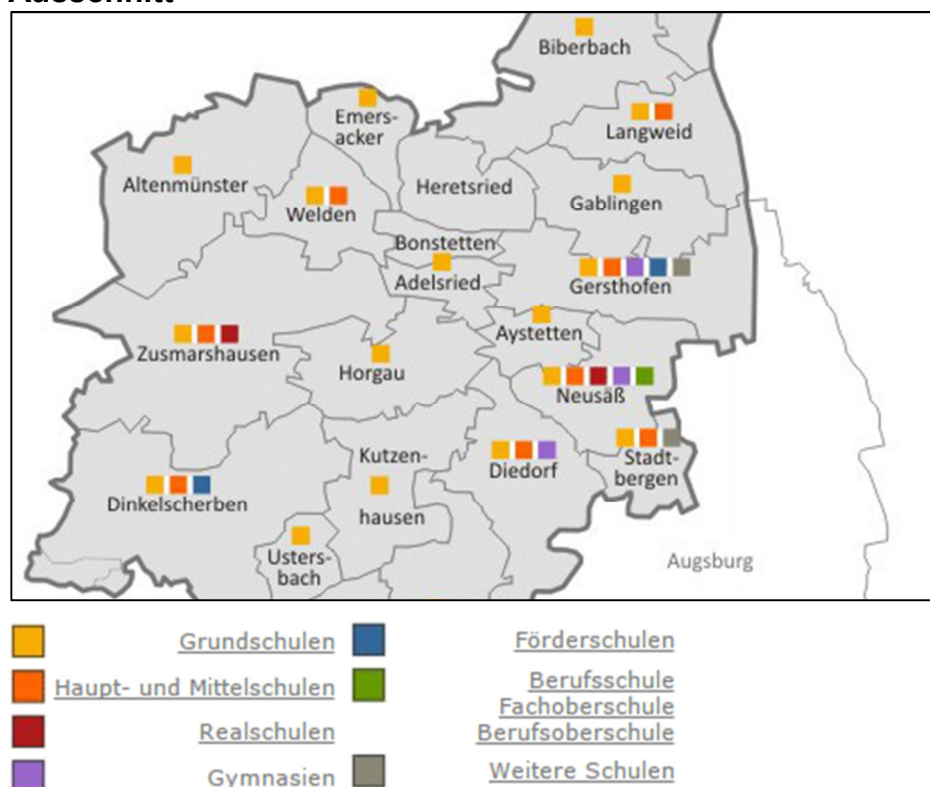 Ausschnitt
Biberbach
Emers-
acker
Langweid
Altenmünster
Heretsried
Welden
Gablingen
Bonstetten
Adelsried
Gersthofen
Aystetten
Zusmarshausen
Horgau
Neusäß
Kutzen-
hausen
Diedorf
Stadt-
bergen
Dinkelscherben
Usters-
bach
Augsburg
Grundschulen
Haupt- und Mittelschulen
Realschulen
Gymnasien
Förderschulen
Berufsschule
Fachoberschule
Berufsoberschule
Weitere Schulen